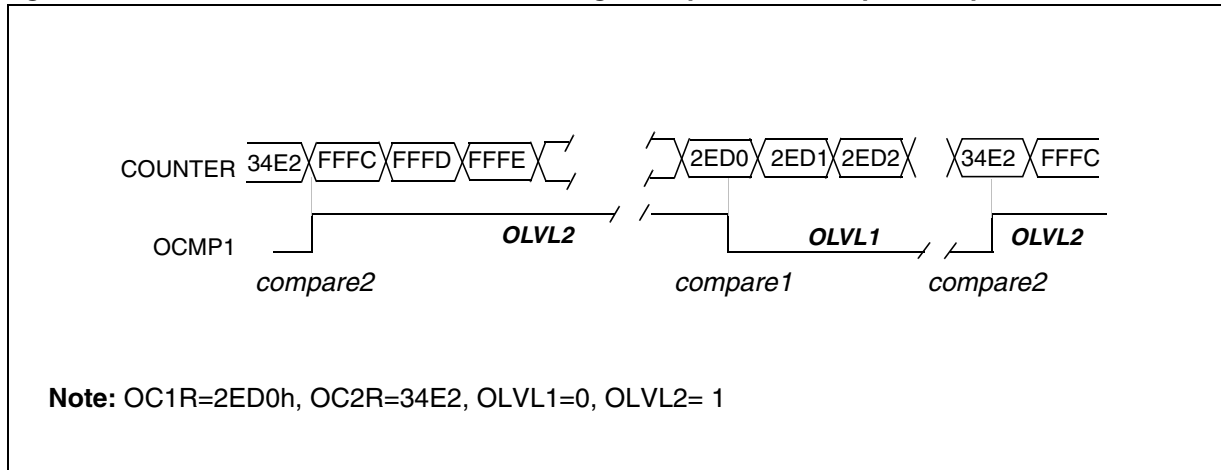 COUNTER 34E2 FFFC FFFD FFFE 2ED0 2ED1 2ED2 34E2 FFFC
OCMP1 OLVL2 OLVL1 OLVL2
compare2 compare1 compare2
Note: OC1R=2ED0h, OC2R=34E2, OLVL1=0, OLVL2= 1